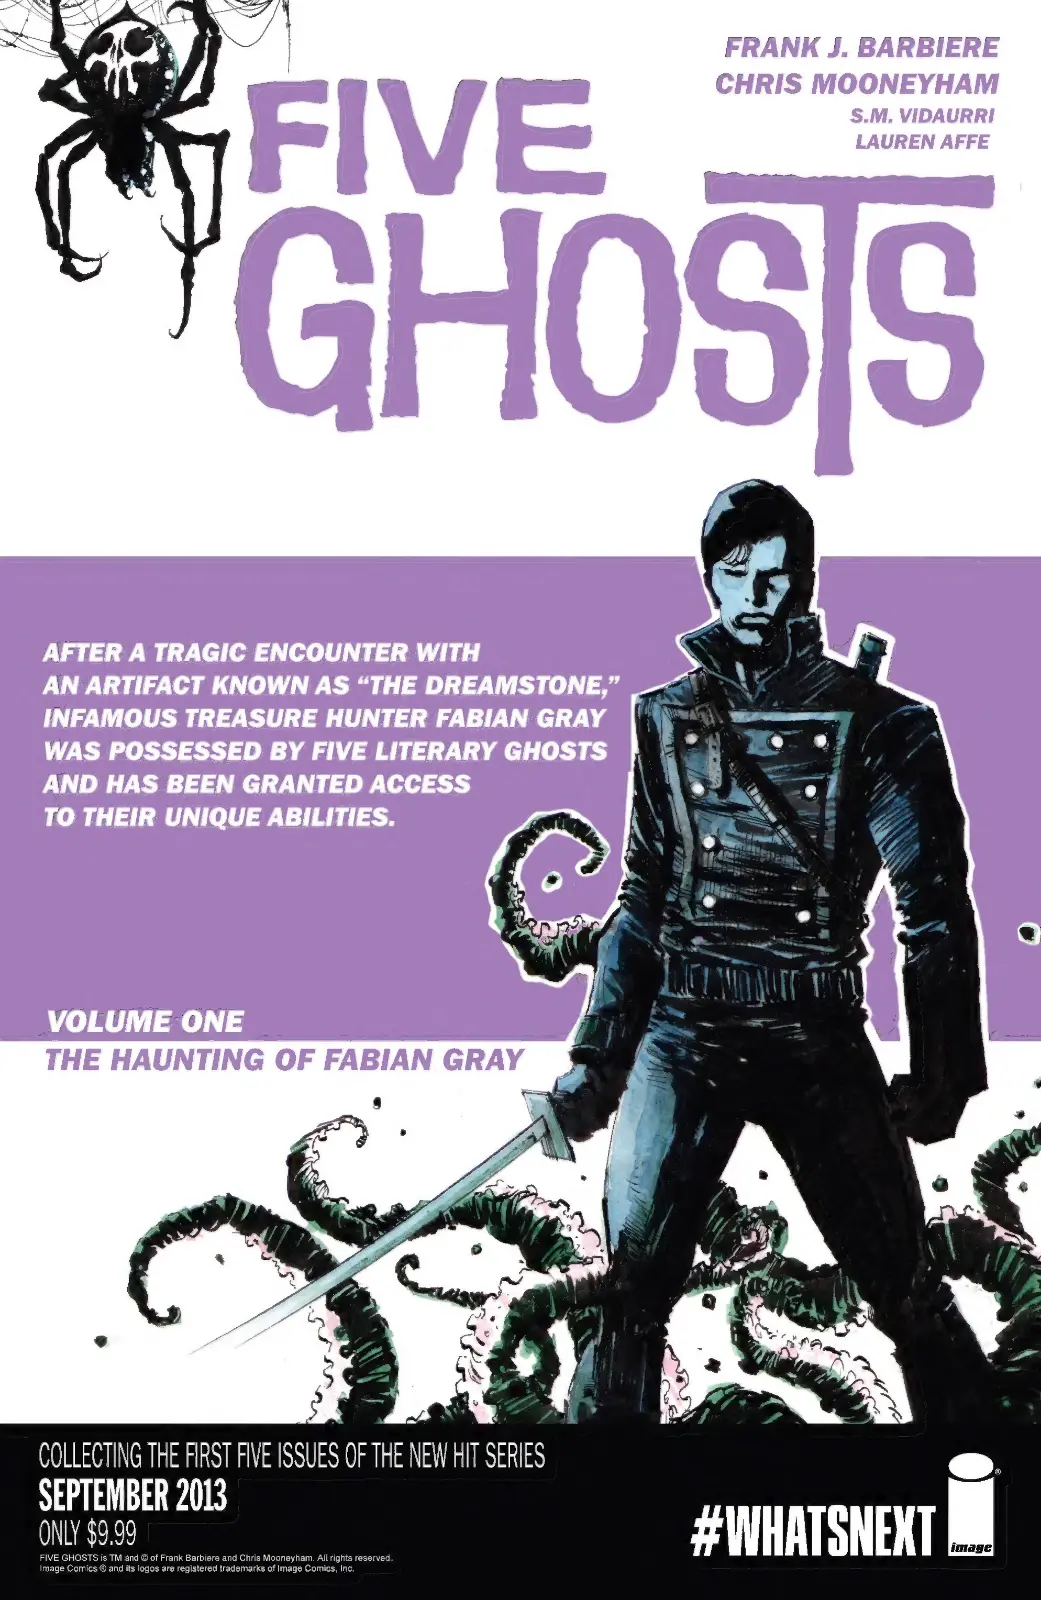 FRANK J. BARBIERE
CHRIS MOONEYHAM
S.M. VIDAURRI
LAUREN AFFE
FIVE
GHOSTS
AFTER A TRAGIC ENCOUNTER WITH
AN ARTIFACT KNOWN AS “THE DREAMSTONE,”
INFAMOUS TREASURE HUNTER FABIAN GRAY
WAS POSSESSED BY FIVE LITERARY GHOSTS
AND HAS BEEN GRANTED ACCESS
TO THEIR UNIQUE ABILITIES.
VOLUME ONE
THE HAUNTING OF FABIAN GRAY
COLLECTING THE FIRST FIVE ISSUES OF THE NEW HIT SERIES
SEPTEMBER 2013
ONLY $9.99
FIVE GHOSTS is TM and © of Frank Barbiere and Chris Mooneyham. All rights reserved.
Image Comics ® and its logos are registered trademarks of Image Comics, Inc.
#WHATSNEXT
image
®